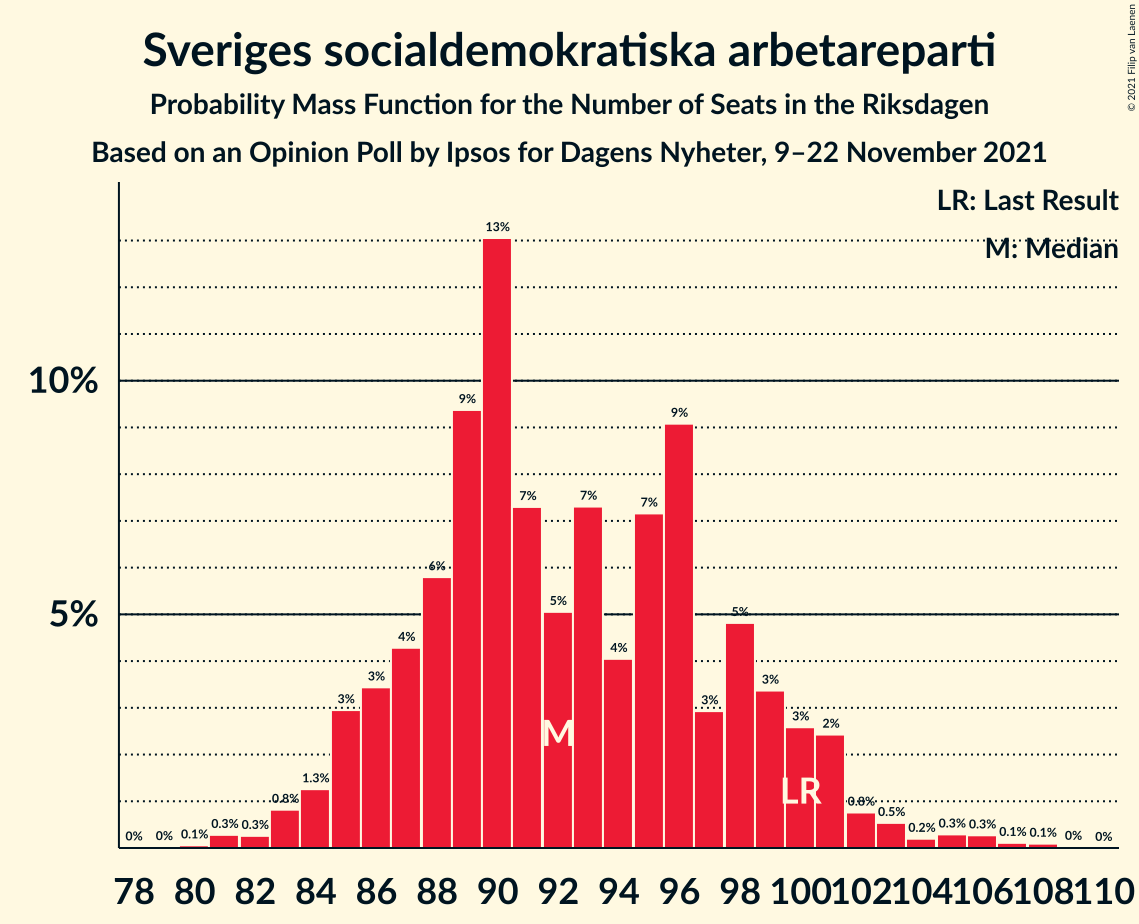 Sveriges socialdemokratiska arbetareparti
Probability Mass Function for the Number of Seats in the Riksdagen
Based on an Opinion Poll by Ipsos for Dagens Nyheter, 9–22 November 2021
© 2021 Filip van Laenen
LR: Last Result
M: Median
10%
5%
0% 0% 0.1% 0.3% 0.3% 0.8% 1.3% 3% 3% 4% 6% 9% 13% 7% 5% 7% 4% 7% 9% 3% 5% 3% 3% 2% 0.8% 0.5% 0.2% 0.3% 0.3% 0.1% 0.1% 0% 0%
M
LR
78 80 82 84 86 88 90 92 94 96 98 100 102 104 106 108 110